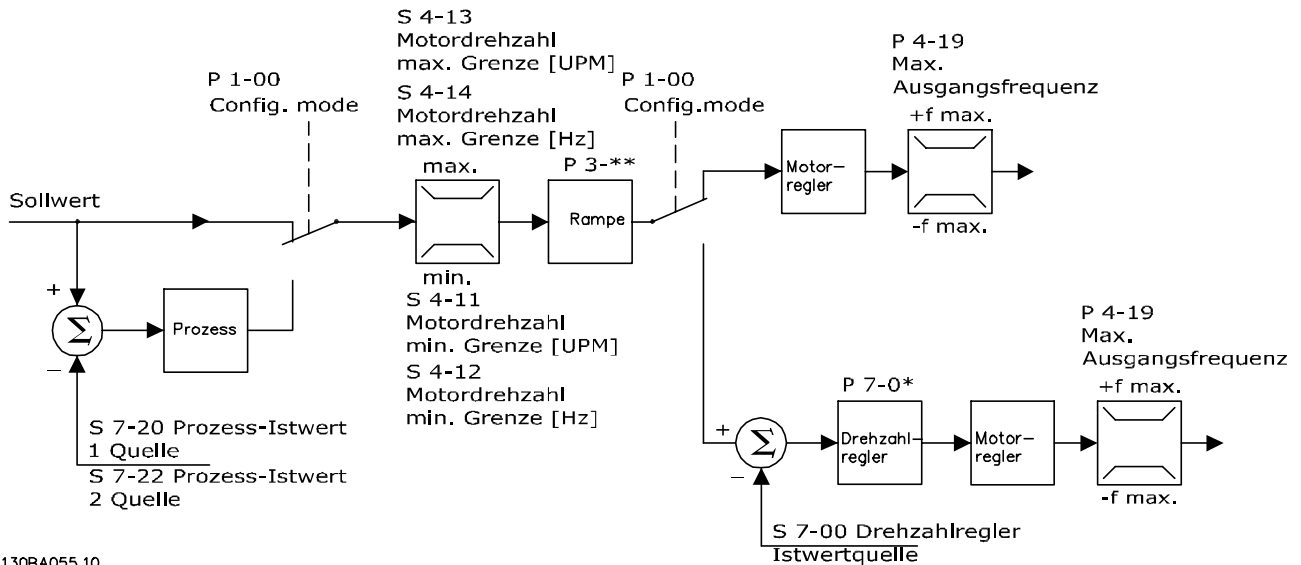 S 4-13
Motordrehzahl
max. Grenze [UPM]
S 4-14
Motordrehzahl
max. Grenze [Hz]
P 1-00
Config. mode
P 1-00
Config.mode
P 4-19
Max.
Ausgangsfrequenz
+f max.
max.
P 3-**
Motor-
regler
Sollwert
Rampe
-f max.
min.
+
Σ
−
Prozess
S 4-11
Motordrehzahl
min. Grenze [UPM]
S 4-12
Motordrehzahl
min. Grenze [Hz]
P 4-19
Max.
Ausgangsfrequenz
+f max.
P 7-0*
S 7-20 Prozess-Istwert
1 Quelle
S 7-22 Prozess-Istwert
2 Quelle
+
Σ
−
Drehzahl-
regler
Motor-
regler
-f max.
S 7-00 Drehzahlregler
Istwertquelle
130BA055.10